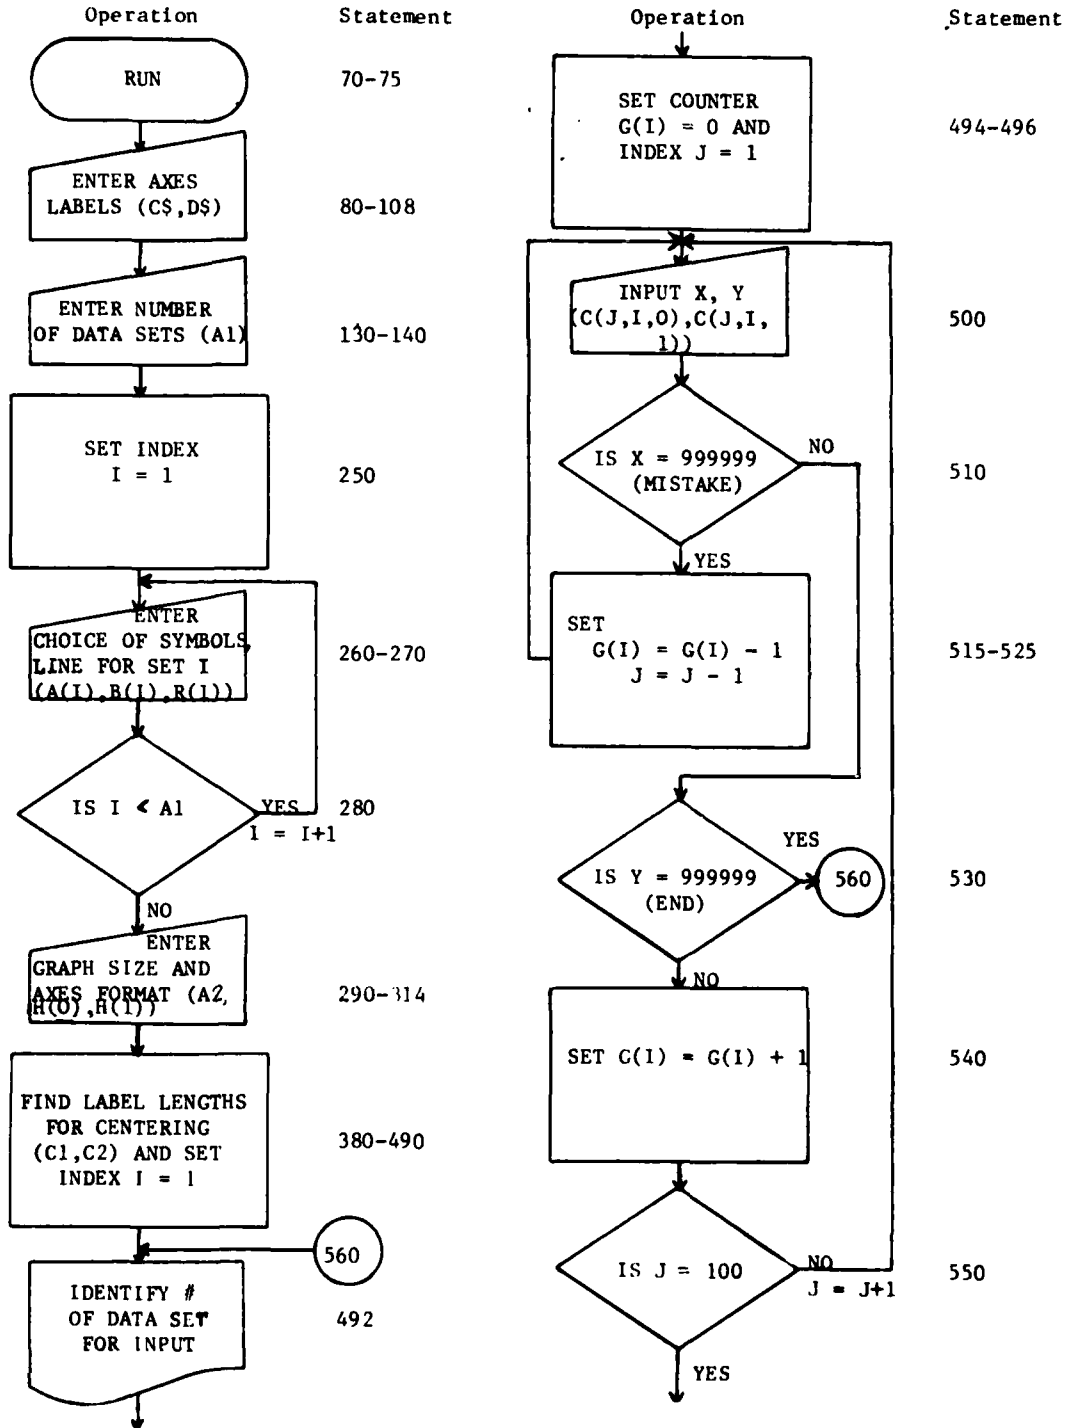 Operation Statement
RUN 70-75
ENTER AXES
LABELS (C$,D$) 80-108
ENTER NUMBER
OF DATA SETS (A1) 130-140
SET INDEX
I = 1 250
ENTER
CHOICE OF SYMBOLS,
LINE FOR SET I 260-270
(A(I),B(I),R(I))
IS I < A1 YES 280
I = I+1
NO
ENTER
GRAPH SIZE AND
AXES FORMAT (A2, 290-314
H(0),H(1))
FIND LABEL LENGTHS
FOR CENTERING
(C1,C2) AND SET 380-490
INDEX I = 1
560
IDENTIFY #
OF DATA SET 492
FOR INPUT
Operation Statement
SET COUNTER
G(I) = 0 AND 494-496
INDEX J = 1
INPUT X, Y
(C(J,I,0),C(J,I, 500
1))
NO
IS X = 999999 510
(MISTAKE)
YES
SET
G(I) = G(I) - 1 515-525
J = J - 1
YES
IS Y = 999999 560 530
(END)
NO
SET G(I) = G(I) + 1 540
IS J = 100 NO 550
J = J+1
YES